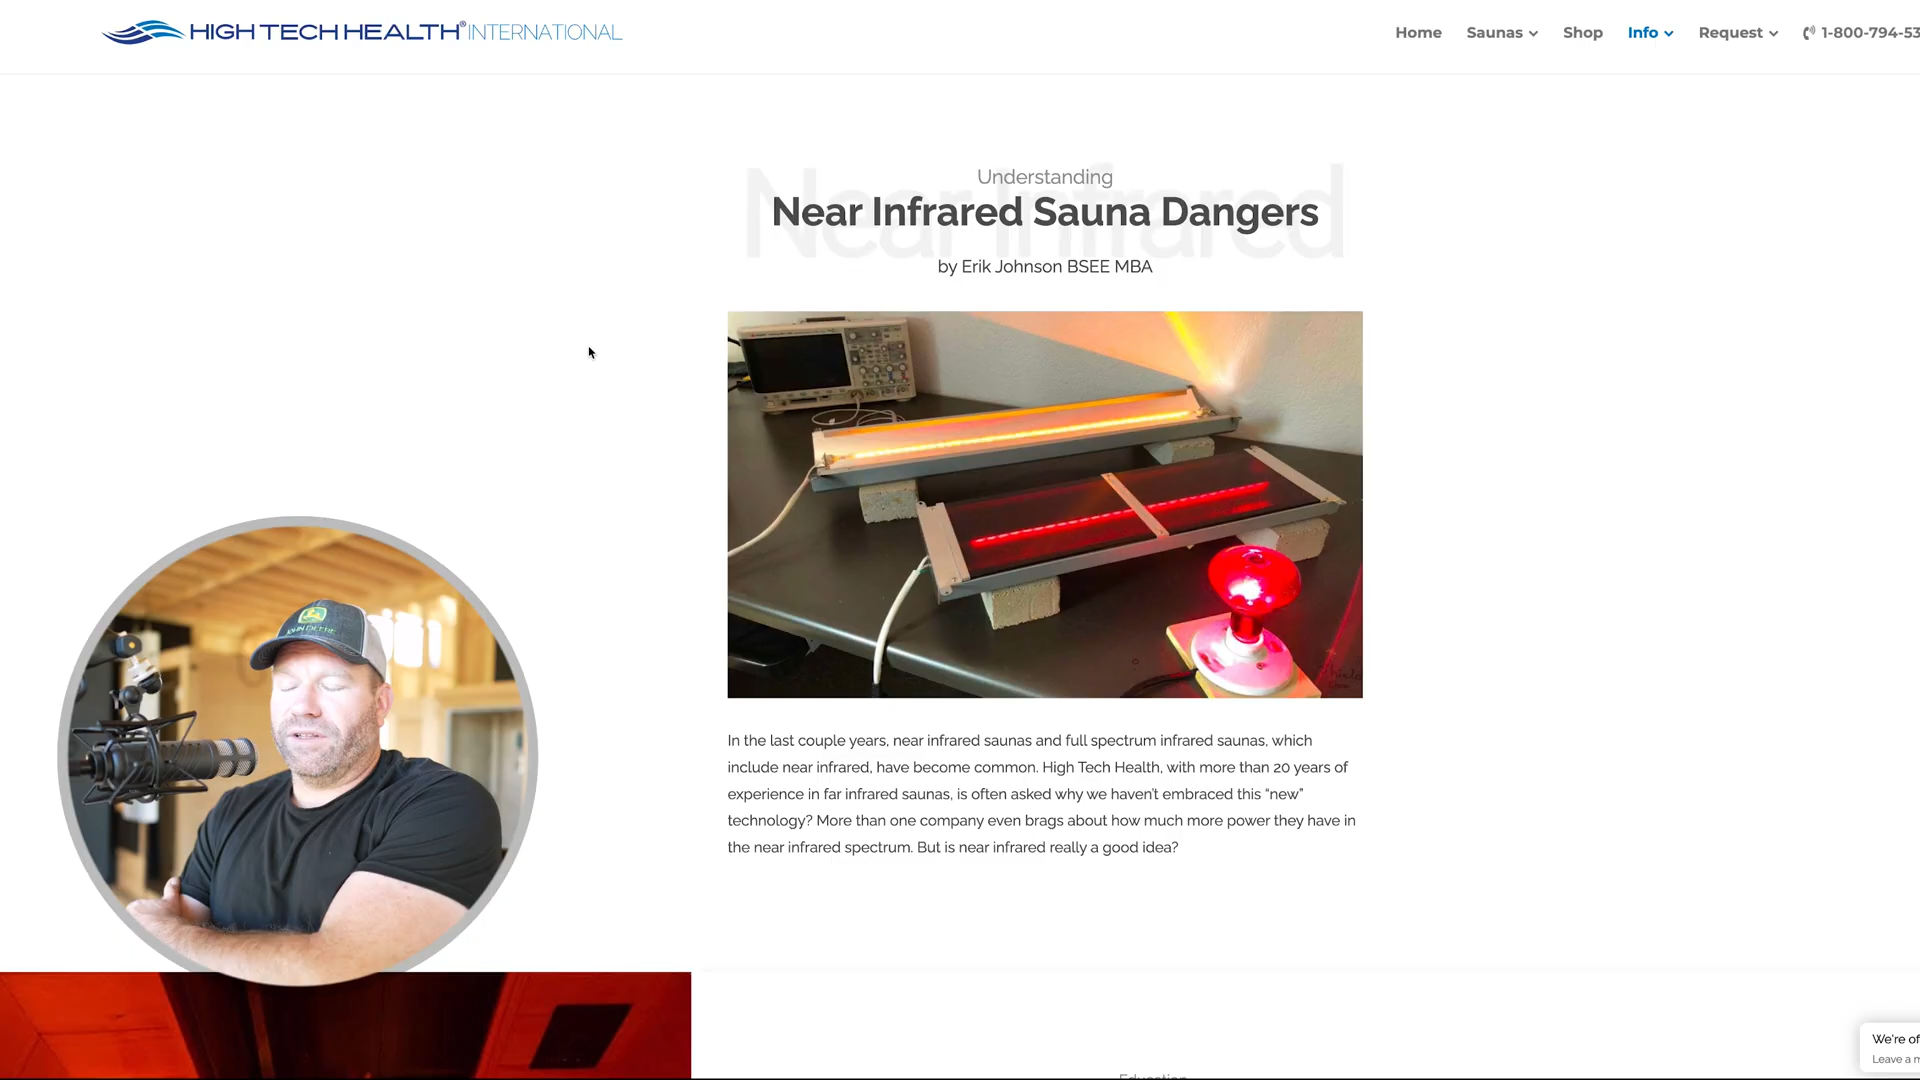 HIGH TECH HEALTH® INTERNATIONAL
Home Saunas Shop Info Request 1-800-794-53
Near Infrared
Understanding
Near Infrared Sauna Dangers
by Erik Johnson BSEE MBA
JOHN DEERE
In the last couple years, near infrared saunas and full spectrum infrared saunas, which
include near infrared, have become common. High Tech Health, with more than 20 years of
experience in far infrared saunas, is often asked why we haven't embraced this “new”
technology? More than one company even brags about how much more power they have in
the near infrared spectrum. But is near infrared really a good idea?
Education
We're of
Leave a m